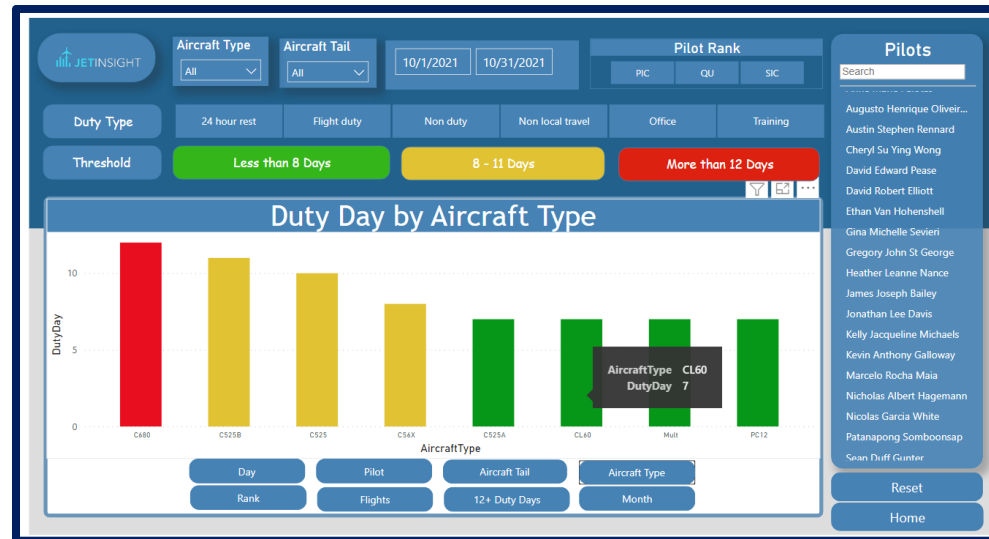 JETINSIGHT
Aircraft Type
All
Aircraft Tail
All
10/1/2021
10/31/2021
Pilot Rank
PIC
QU
SIC
Duty Type
24 hour rest
Flight duty
Non duty
Non local travel
Office
Training
Threshold
Less than 8 Days
8 - 11 Days
More than 12 Days
Duty Day by Aircraft Type
DutyDay
10
5
0
C680
C525B
C525
C56X
C525A
CL60
Mult
PC12
AircraftType
AircraftType CL60
DutyDay 7
Day
Pilot
Aircraft Tail
Aircraft Type
Rank
Flights
12+ Duty Days
Month
Pilots
Search
Augusto Henrique Oliveir...
Austin Stephen Rennard
Cheryl Su Ying Wong
David Edward Pease
David Robert Elliott
Ethan Van Hohenshell
Gina Michelle Sevieri
Gregory John St George
Heather Leanne Nance
James Joseph Bailey
Jonathan Lee Davis
Kelly Jacqueline Michaels
Kevin Anthony Galloway
Marcelo Rocha Maia
Nicholas Albert Hagemann
Nicolas Garcia White
Patanapong Somboonsap
Sean Duff Gunter
Reset
Home